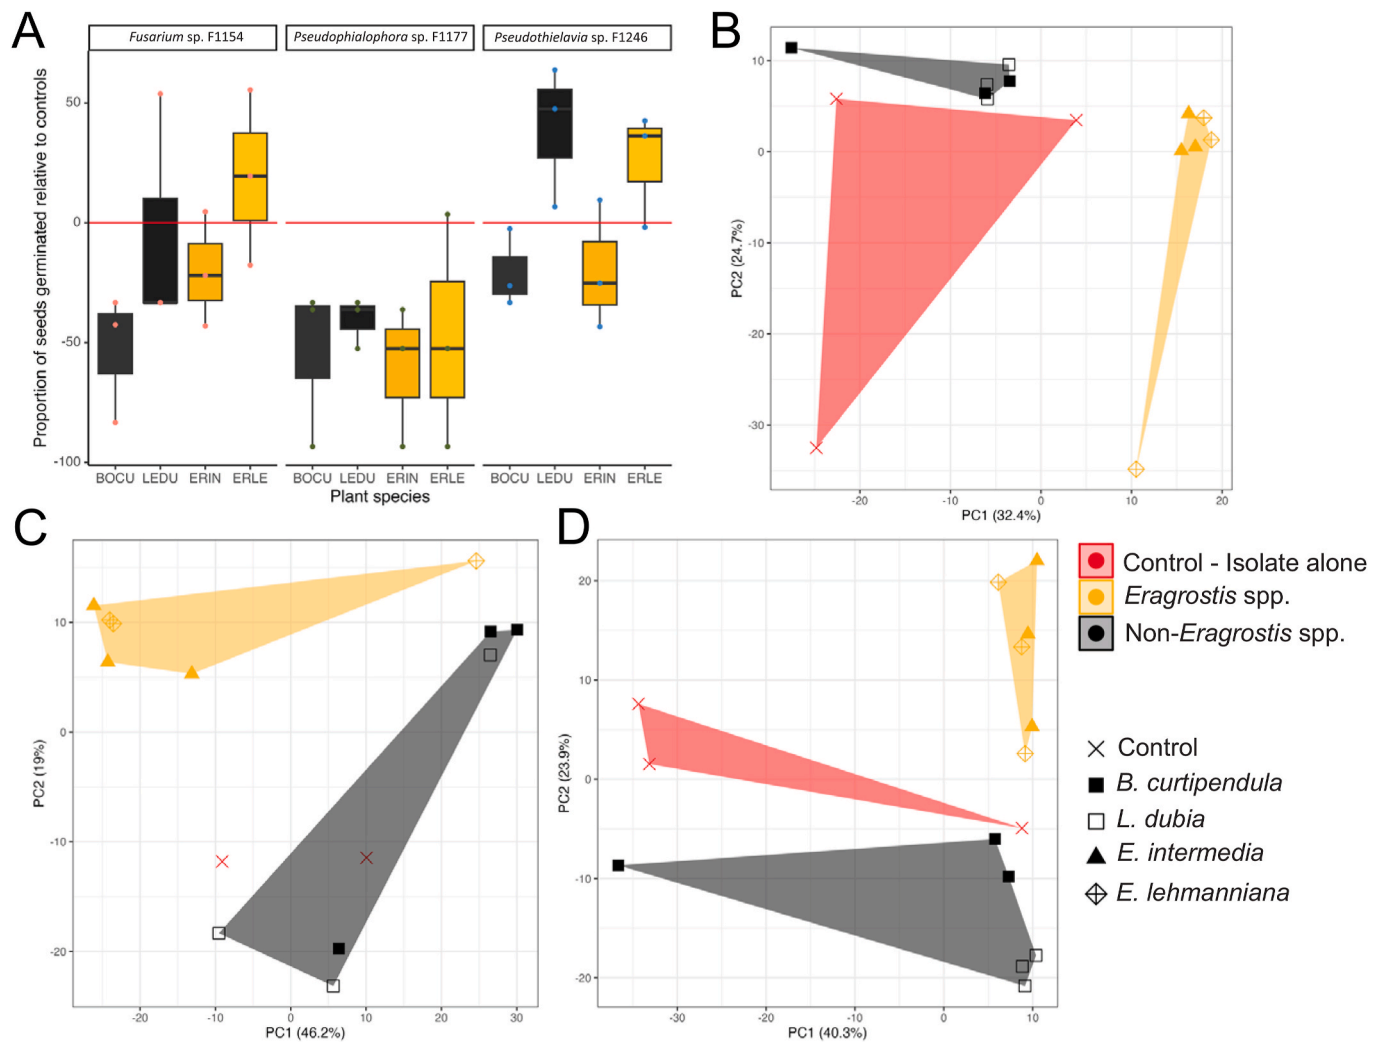 A
Fusarium sp. F1154
Pseudophialophora sp. F1177
Pseudothielavia sp. F1246
Proportion of seeds germinated relative to controls
50
0
-50
-100
BOCU LEDU ERIN ERLE
BOCU LEDU ERIN ERLE
BOCU LEDU ERIN ERLE
Plant species
B
PC2 (24.7%)
10
0
-10
-20
-30
-20 -10 0 10 20
PC1 (32.4%)
C
PC2 (19%)
10
0
-10
-20
-20 -10 0 10 20 30
PC1 (46.2%)
D
PC2 (23.9%)
20
10
0
-10
-20
-30 -20 -10 0 10
PC1 (40.3%)
Control - Isolate alone
Eragrostis spp.
Non-Eragrostis spp.
Control
B. curtipendula
L. dubia
E. intermedia
E. lehmanniana